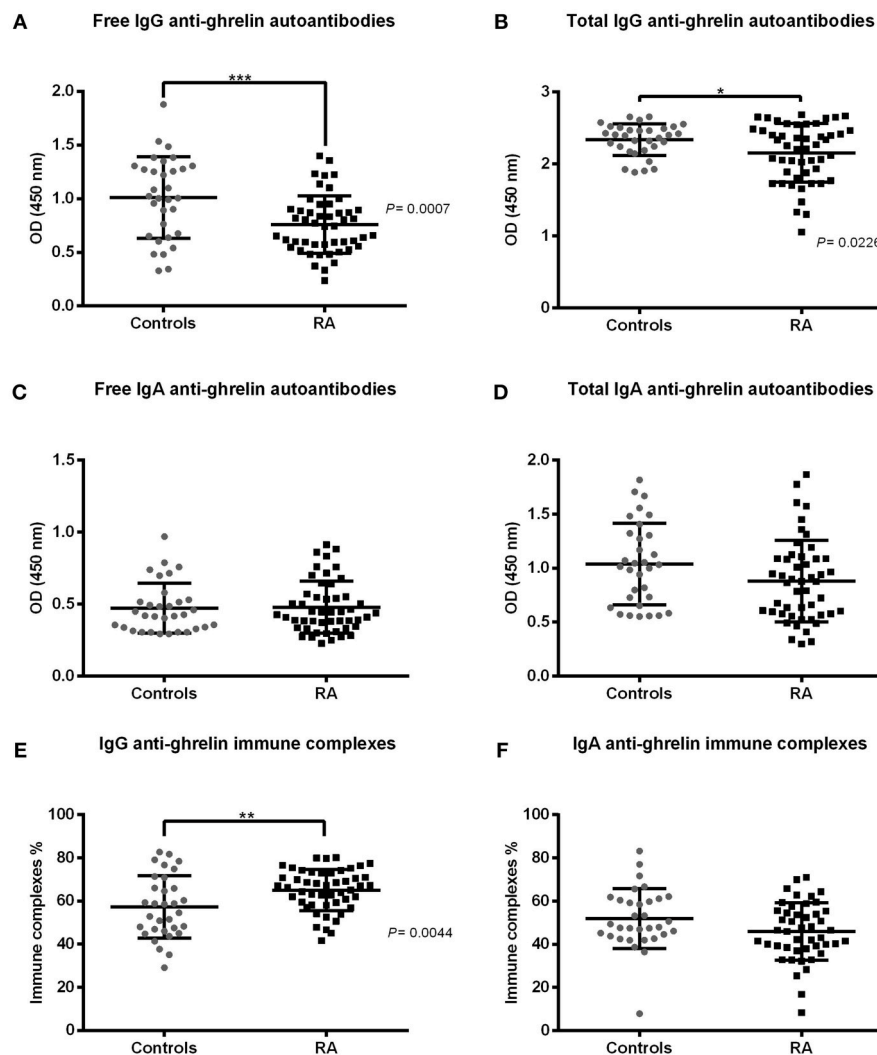 A Free IgG anti-ghrelin autoantibodies
***
2.0
1.5
1.0
0.5
0.0
OD (450 nm)
P= 0.0007
Controls RA
B Total IgG anti-ghrelin autoantibodies
*
3
2
1
0
OD (450 nm)
P= 0.0226
Controls RA
C Free IgA anti-ghrelin autoantibodies
1.5
1.0
0.5
0.0
OD (450 nm)
Controls RA
D Total IgA anti-ghrelin autoantibodies
2.0
1.5
1.0
0.5
0.0
OD (450 nm)
Controls RA
E IgG anti-ghrelin immune complexes
**
100
80
60
40
20
0
Immune complexes %
P= 0.0044
Controls RA
F IgA anti-ghrelin immune complexes
100
80
60
40
20
0
Immune complexes %
Controls RA